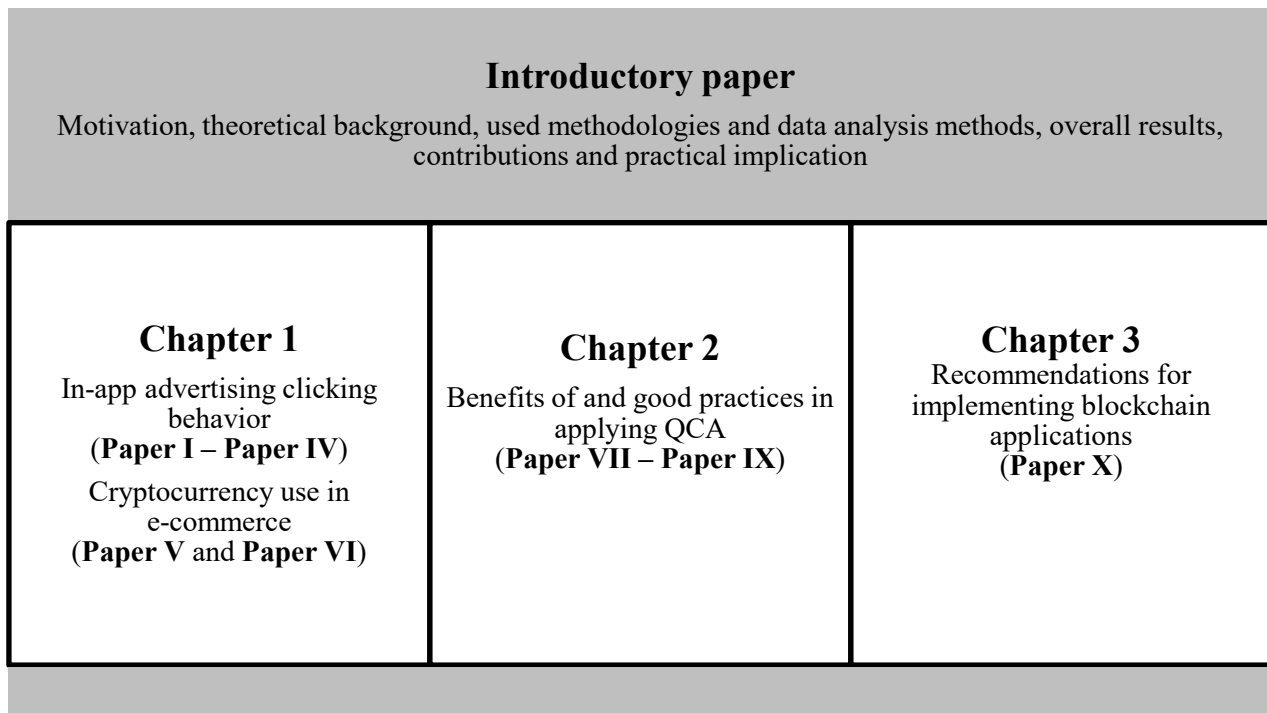 Introductory paper
Motivation, theoretical background, used methodologies and data analysis methods, overall results,
contributions and practical implication
Chapter 1
In-app advertising clicking
behavior
(Paper I – Paper IV)
Cryptocurrency use in
e-commerce
(Paper V and Paper VI)
Chapter 2
Benefits of and good practices in
applying QCA
(Paper VII – Paper IX)
Chapter 3
Recommendations for
implementing blockchain
applications
(Paper X)